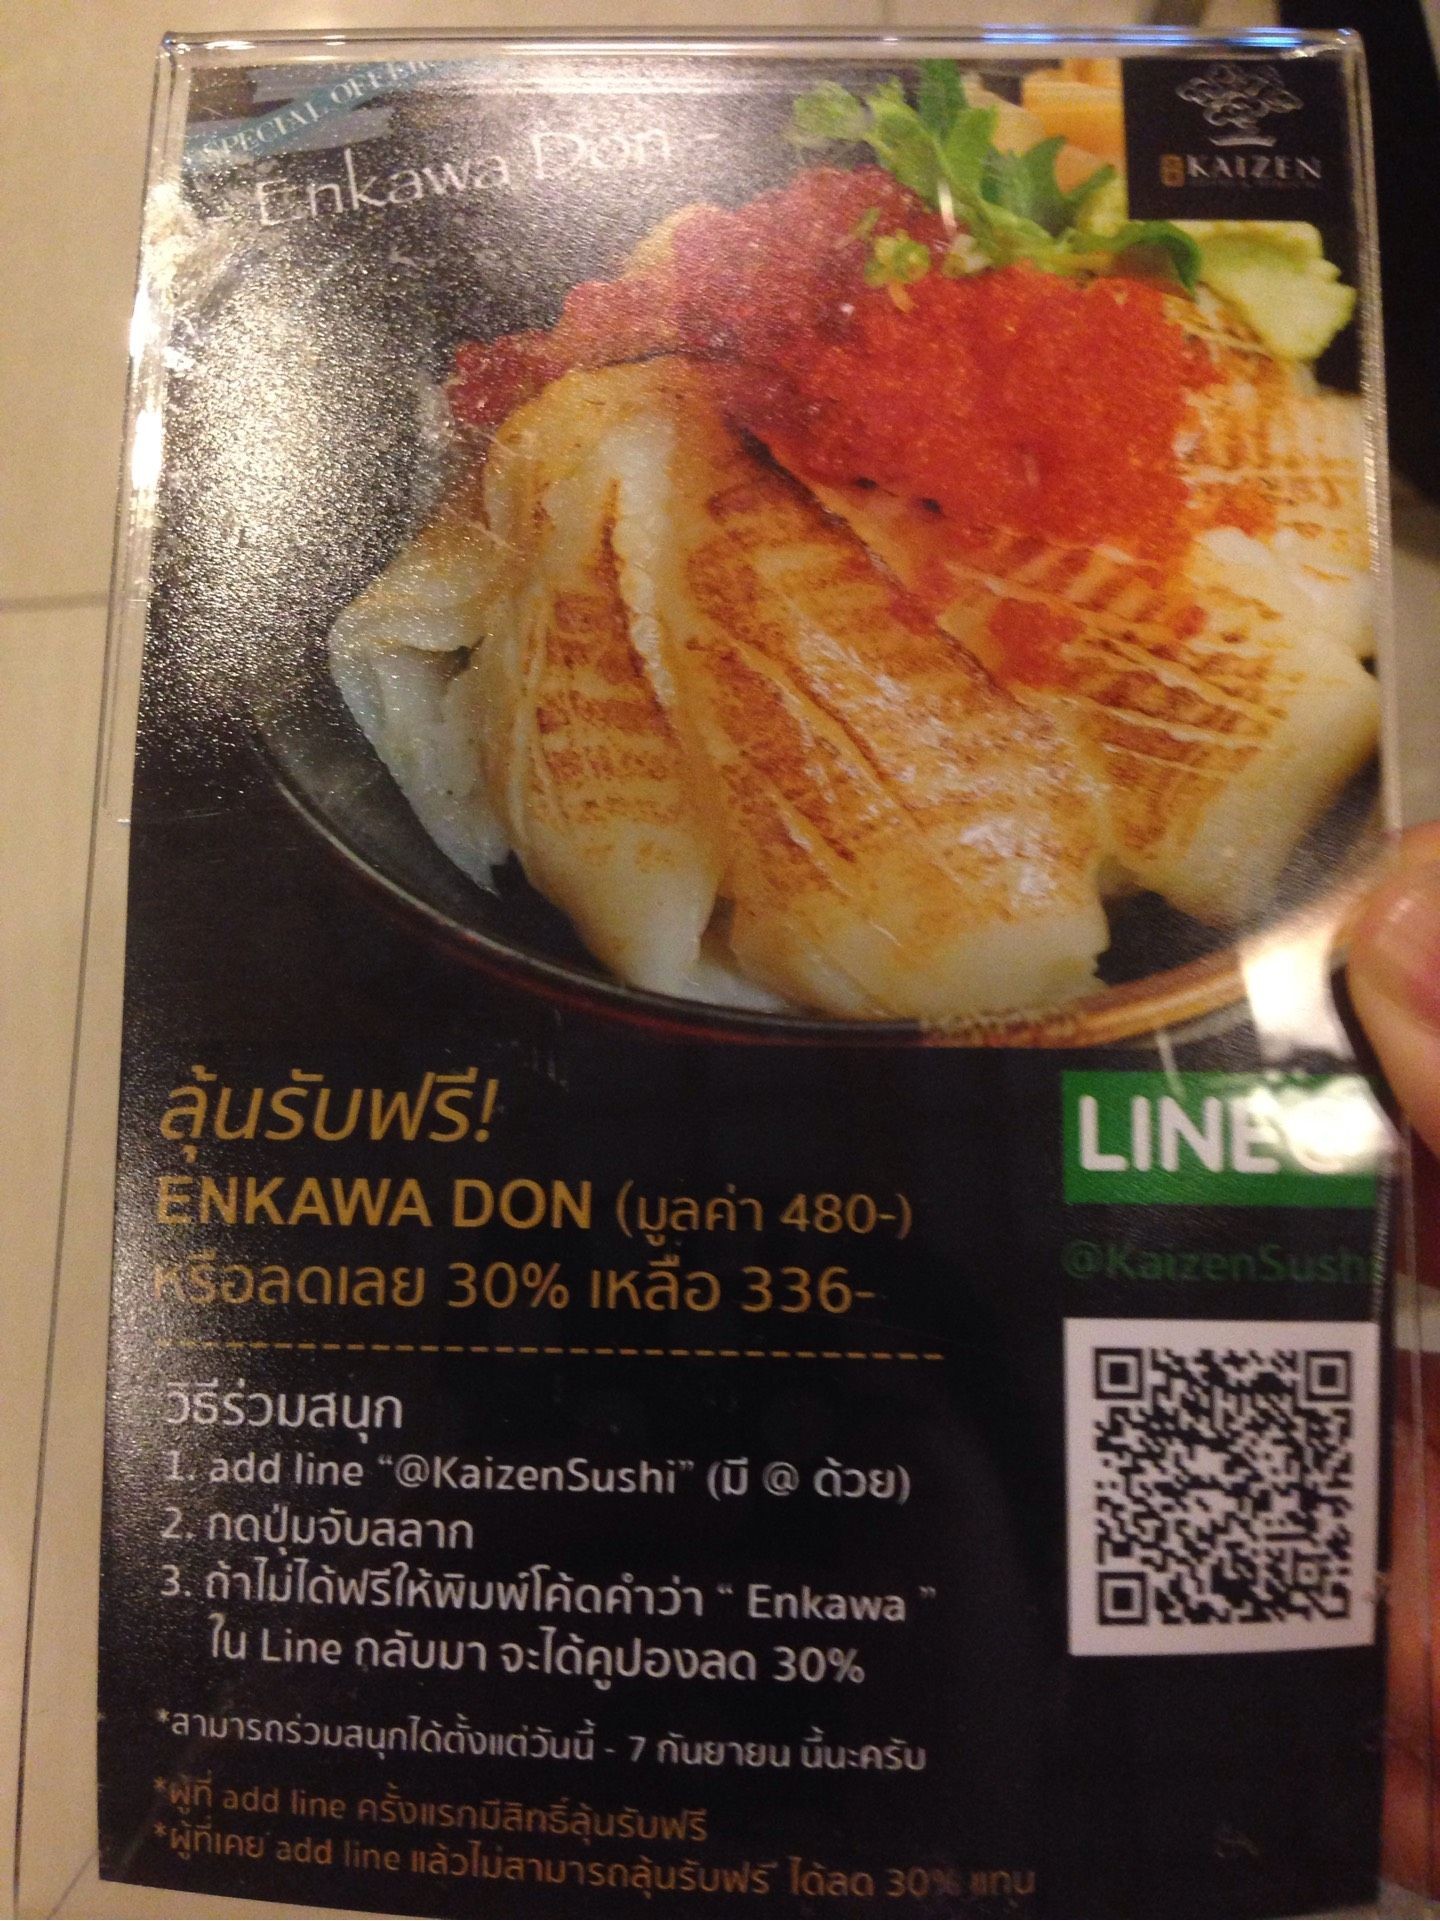 SPECIAL OFFER
- Enkawa Don -
KAIZEN
ลุ้นรับฟรี!
ENKAWA DON (มูลค่า 480-)
หรือลดเลย 30% เหลือ 336-
LINE@
@KaizenSushi
วิธีร่วมสนุก
1. add line “@KaizenSushi” (มี @ ด้วย)
2. กดปุ่มจับสลาก
3. ถ้าไม่ได้ฟรีให้พิมพ์โค้ดคำว่า “ Enkawa ”
ใน Line กลับมา จะได้คูปองลด 30%
*สามารถร่วมสนุกได้ตั้งแต่วันนี้ - 7 กันยายน นี้นะครับ
*ผู้ที่ add line ครั้งแรกมีสิทธิ์ลุ้นรับฟรี
*ผู้ที่เคย add line แล้วไม่สามารถลุ้นรับฟรี ได้ลด 30% แทน